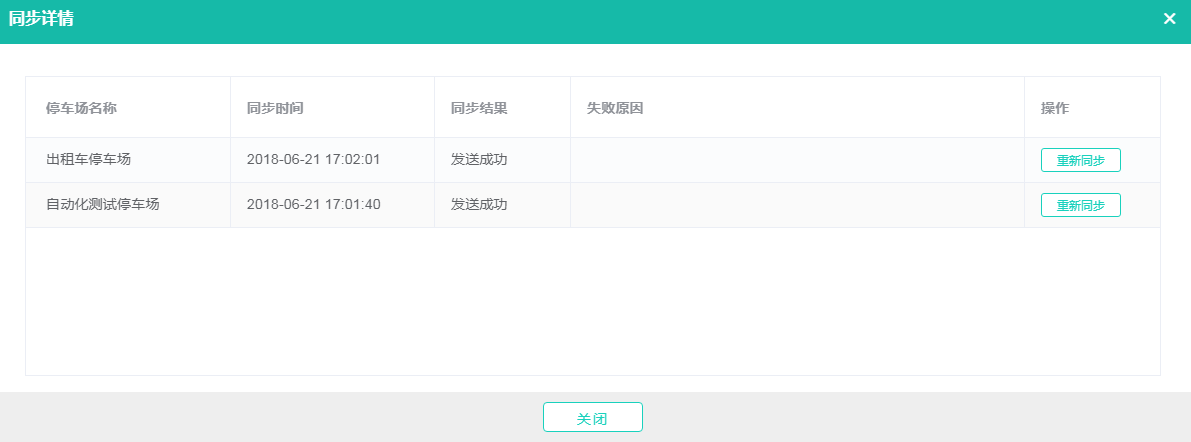 同步详情
停车场名称 同步时间 同步结果 失败原因 操作
出租车停车场 2018-06-21 17:02:01 发送成功 重新同步
自动化测试停车场 2018-06-21 17:01:40 发送成功 重新同步
关闭